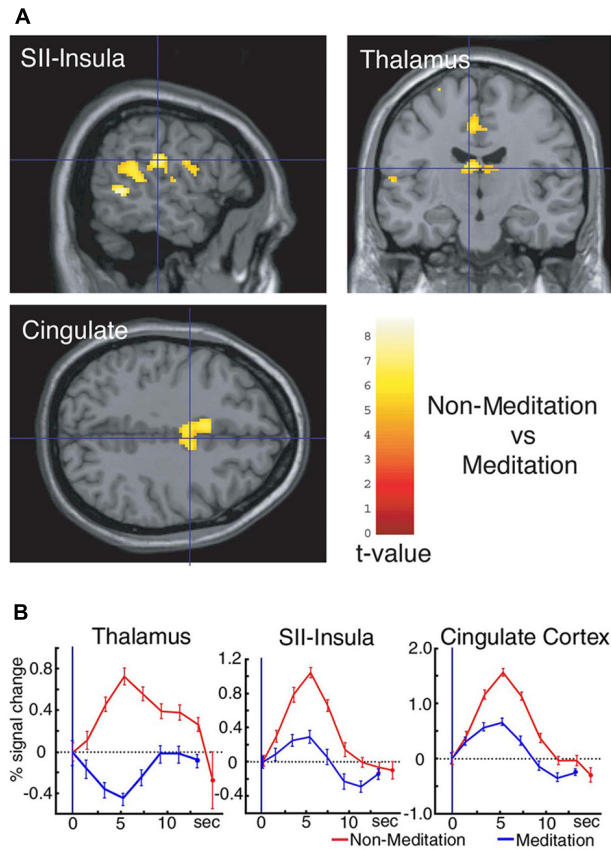 A
SII-Insula
Thalamus
Cingulate
8
7
6
5
4
3
2
1
0
t-value
Non-Meditation
vs
Meditation
B
Thalamus
SII-Insula
Cingulate Cortex
% signal change
0.8
0.4
0
-0.4
0 5 10 sec
1.2
0.8
0.4
0
-0.4
0 5 10 sec
2.0
1.0
0.0
-1.0
0 5 10 sec
Non-Meditation
Meditation